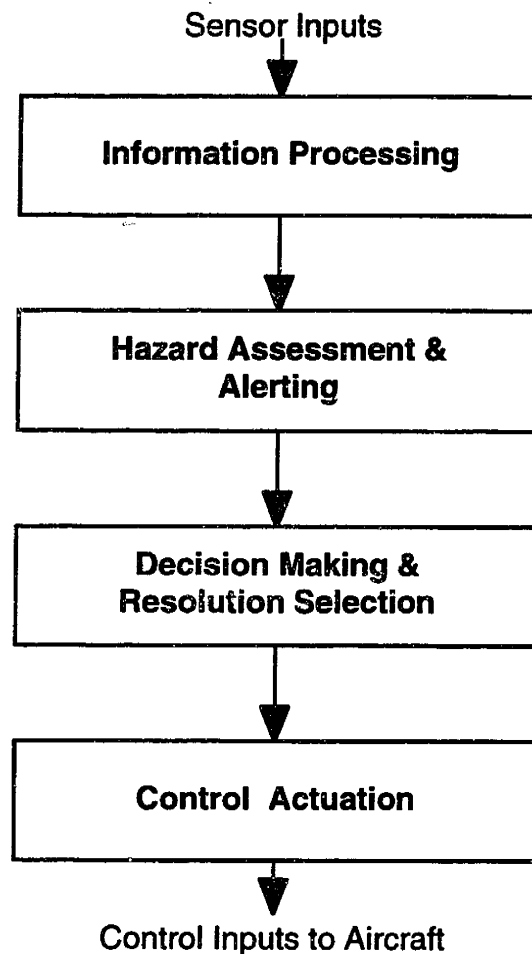 Sensor Inputs
Information Processing
Hazard Assessment &
Alerting
Decision Making &
Resolution Selection
Control Actuation
Control Inputs to Aircraft